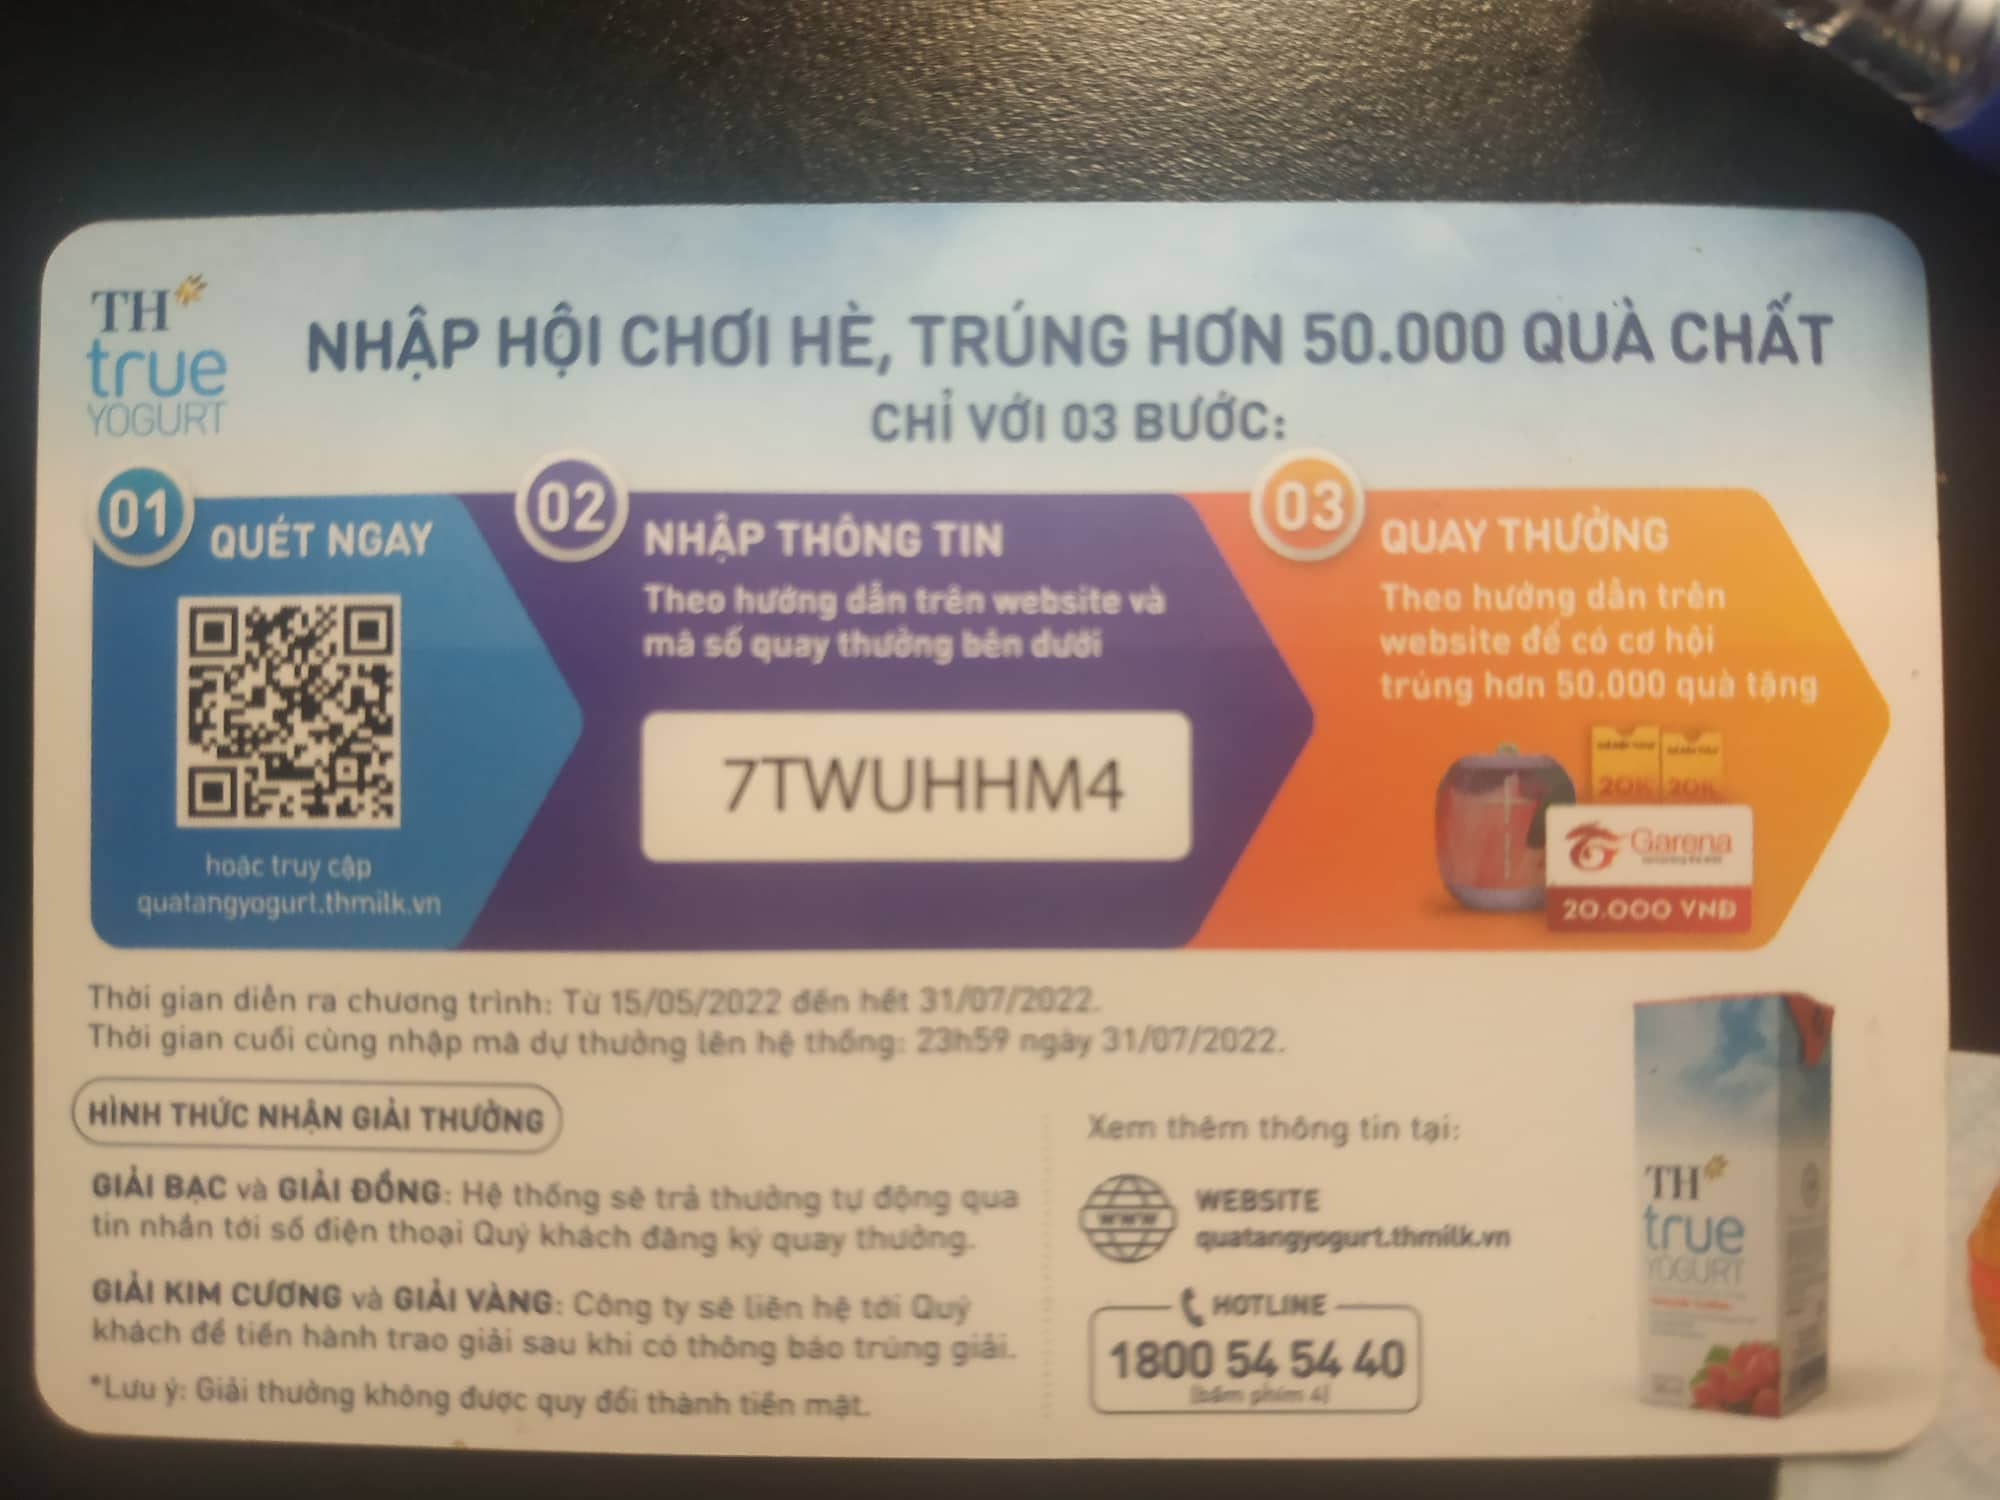 TH
true
YOGURT
NHẬP HỘI CHƠI HÈ, TRÚNG HƠN 50.000 QUÀ CHẤT
CHỈ VỚI 03 BƯỚC:
01 QUÉT NGAY
hoặc truy cập
quatangyogurt.thmilk.vn
02 NHẬP THÔNG TIN
Theo hướng dẫn trên website và
mã số quay thưởng bên dưới
7TWUHHM4
03 QUAY THƯỞNG
Theo hướng dẫn trên
website để có cơ hội
trúng hơn 50.000 quà tặng
20K 20K
Garena
20.000 VNĐ
Thời gian diễn ra chương trình: Từ 15/05/2022 đến hết 31/07/2022.
Thời gian cuối cùng nhập mã dự thưởng lên hệ thống: 23h59 ngày 31/07/2022.
HÌNH THỨC NHẬN GIẢI THƯỞNG
GIẢI BẠC và GIẢI ĐỒNG: Hệ thống sẽ trả thưởng tự động qua
tin nhắn tới số điện thoại Quý khách đăng ký quay thưởng.
GIẢI KIM CƯƠNG và GIẢI VÀNG: Công ty sẽ liên hệ tới Quý
khách để tiến hành trao giải sau khi có thông báo trúng giải.
*Lưu ý: Giải thưởng không được quy đổi thành tiền mặt.
Xem thêm thông tin tại:
www
WEBSITE
quatangyogurt.thmilk.vn
HOTLINE
1800 54 54 40
(bấm phím 4)
TH
true
YOGURT